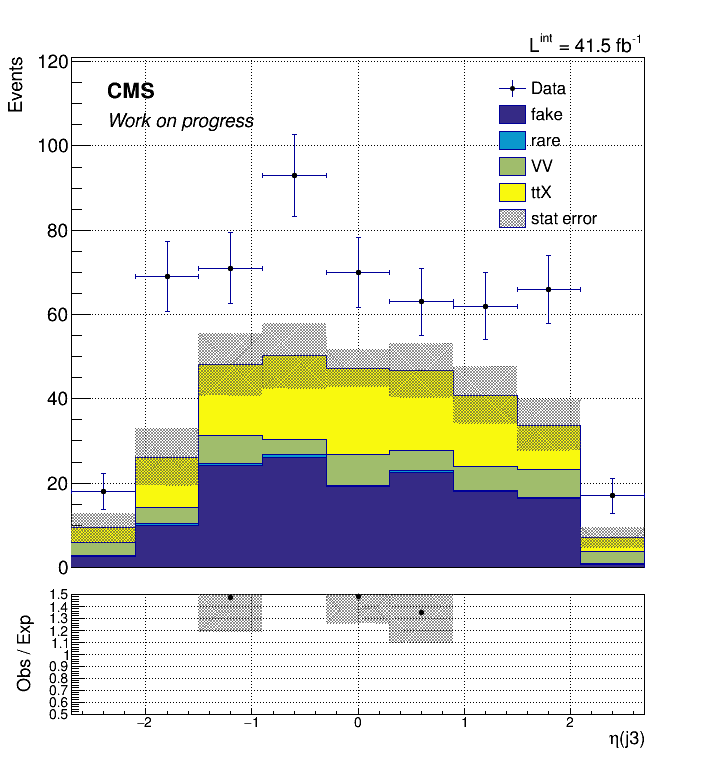 L^int = 41.5 fb^-1
Events
120
100
80
60
40
20
0
CMS
Work on progress
Data
fake
rare
VV
ttX
stat error
Obs / Exp
1.5
1.4
1.3
1.2
1.1
1
0.9
0.8
0.7
0.6
0.5
−2 −1 0 1 2
η(j3)